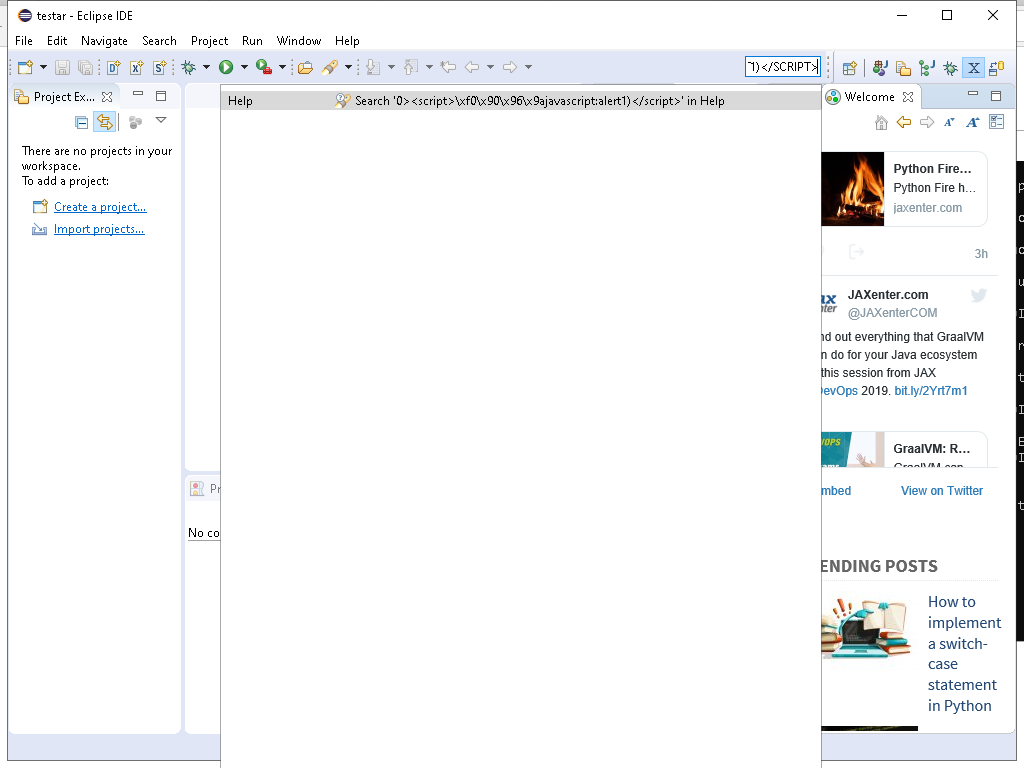 testar - Eclipse IDE
File Edit Navigate Search Project Run Window Help
1)</SCRIPT>
Project Ex...
Help
Search '0><script>\xf0\x90\x96\x9ajavascript:alert1)</script>' in Help
Welcome
There are no projects in your
workspace.
To add a project:
Create a project...
Import projects...
Python Fire...
Python Fire h...
jaxenter.com
3h
JAXenter.com
@JAXenterCOM
nd out everything that GraalVM
n do for your Java ecosystem
this session from JAX
DevOps 2019. bit.ly/2Yrt7m1
GraalVM: R...
GraalVM can
Pr
mbed
View on Twitter
No co
ENDING POSTS
How to
implement
a switch-
case
statement
in Python